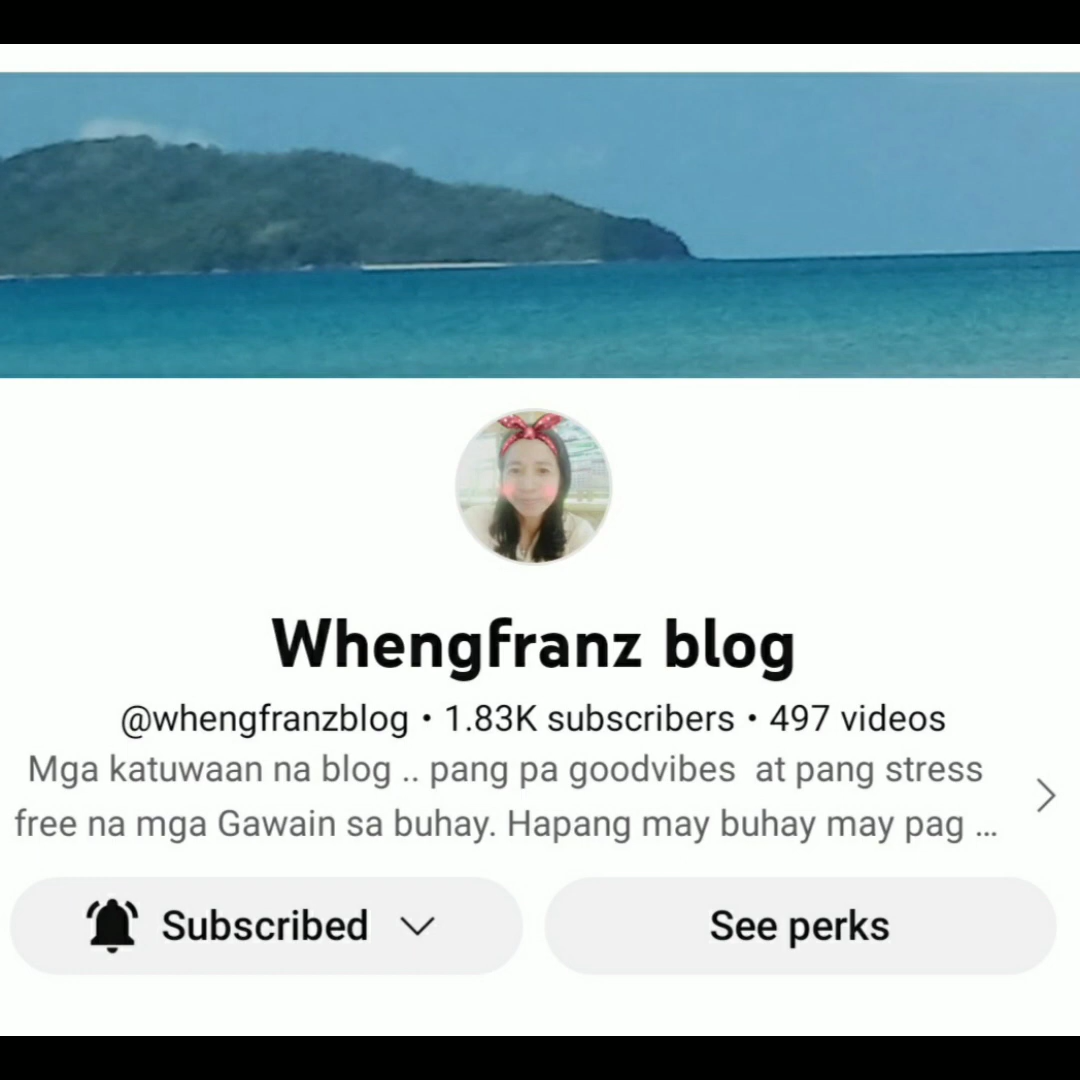 Whengfranz blog
@whengfranzblog • 1.83K subscribers • 497 videos
Mga katuwaan na blog .. pang pa goodvibes  at pang stress
free na mga Gawain sa buhay. Hapang may buhay may pag ...
Subscribed
See perks